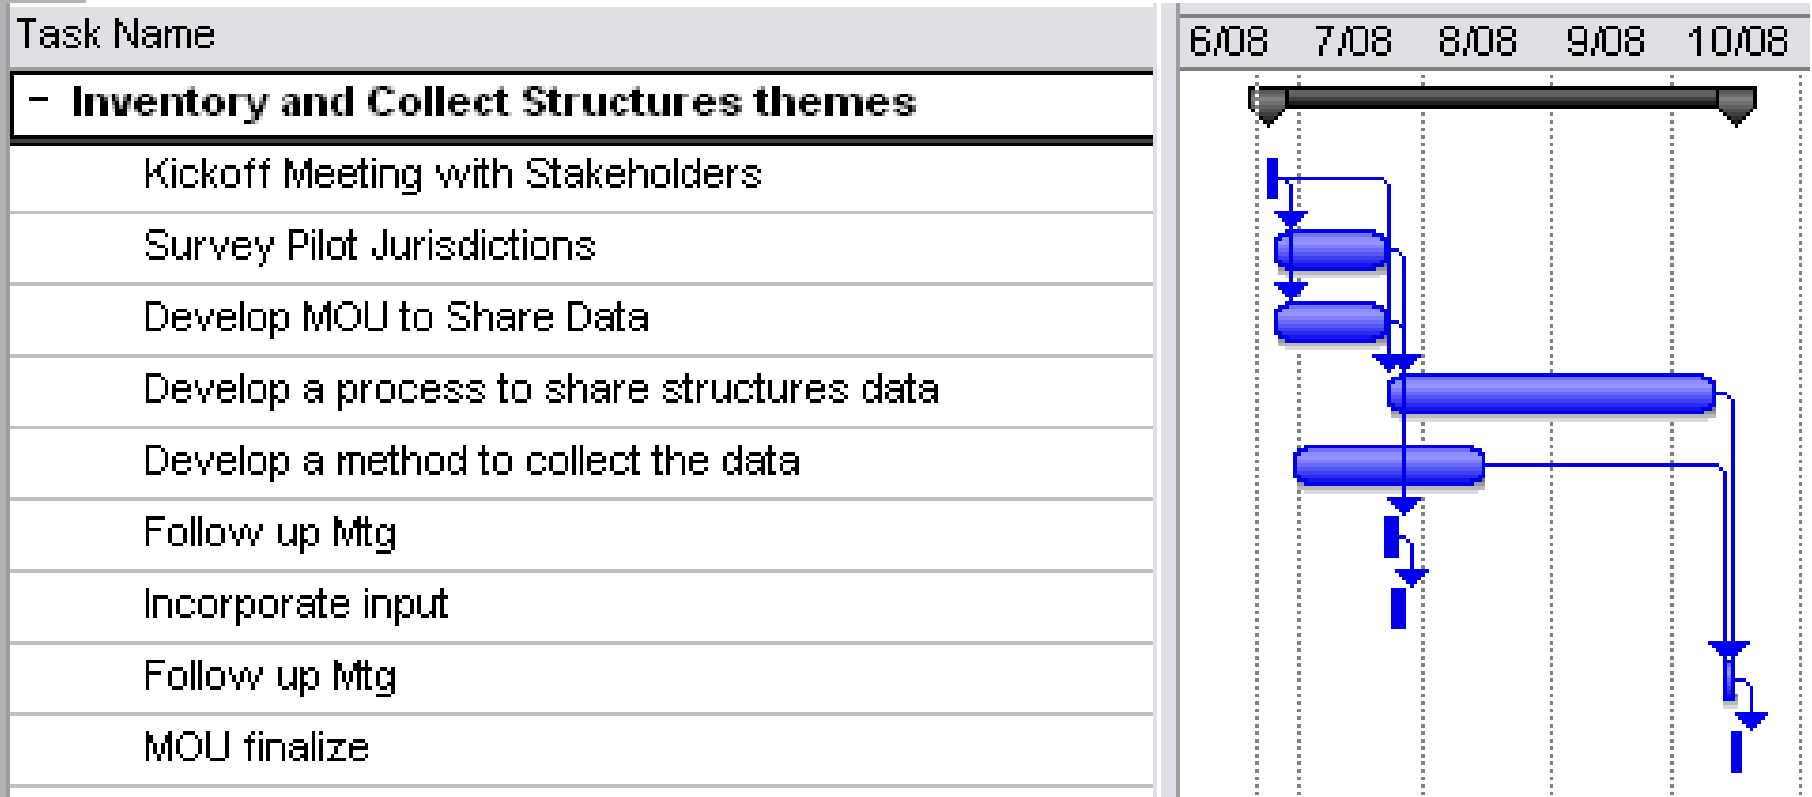 Task Name
6/08 7/08 8/08 9/08 10/08
− Inventory and Collect Structures themes
Kickoff Meeting with Stakeholders
Survey Pilot Jurisdictions
Develop MOU to Share Data
Develop a process to share structures data
Develop a method to collect the data
Follow up Mtg
Incorporate input
Follow up Mtg
MOU finalize